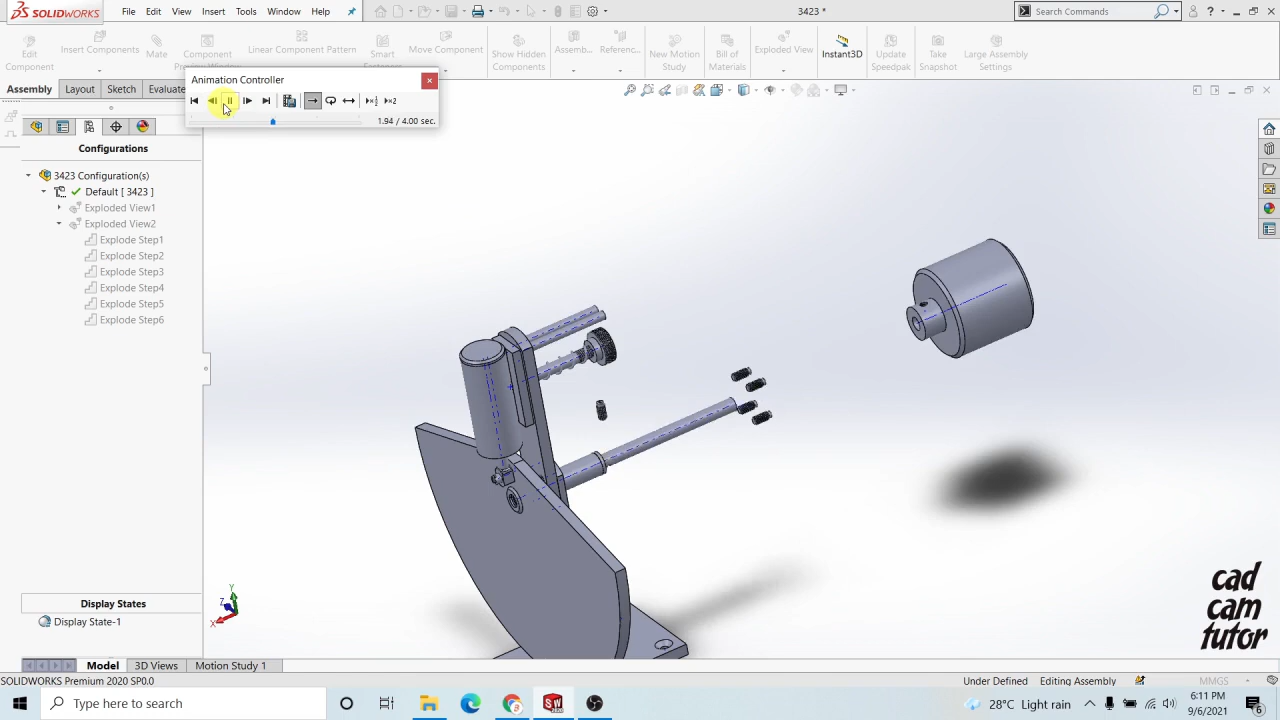 SOLIDWORKS File Edit View Insert Tools Window Help 3423 * Search Commands
Edit Component
Insert Components
Mate
Component
Linear Component Pattern
Smart
Move Component
Show Hidden Components
Assemb...
Referenc...
New Motion Study
Bill of Materials
Exploded View
Instant3D
Update Speedpak
Take Snapshot
Large Assembly Settings
Animation Controller
1.94 / 4.00 sec.
Assembly Layout Sketch Evaluate
Configurations
3423 Configuration(s)
Default [ 3423 ]
Exploded View1
Exploded View2
Explode Step1
Explode Step2
Explode Step3
Explode Step4
Explode Step5
Explode Step6
Y
Z
X
cad
cam
tutor
Display States
Display State-1
Model 3D Views Motion Study 1
SOLIDWORKS Premium 2020 SP0.0 Under Defined Editing Assembly MMGS
Type here to search 28°C Light rain 6:11 PM
9/6/2021
6